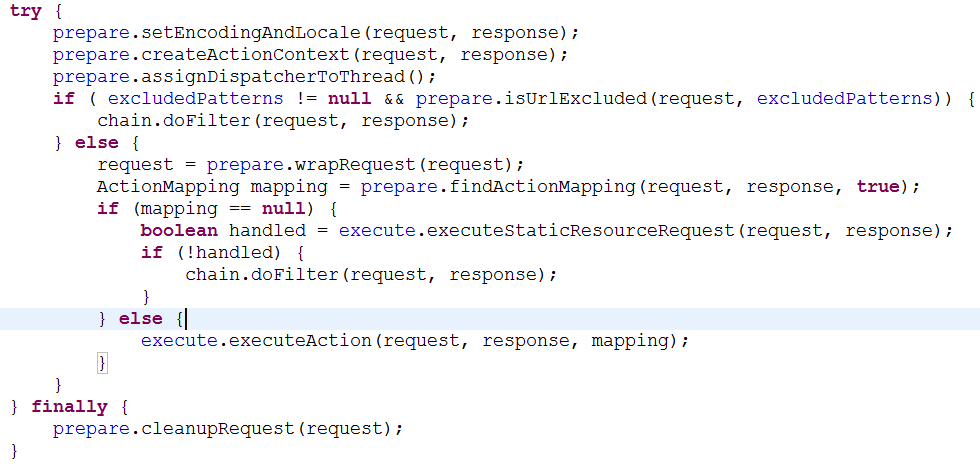 try {
    prepare.setEncodingAndLocale(request, response);
    prepare.createActionContext(request, response);
    prepare.assignDispatcherToThread();
    if ( excludedPatterns != null && prepare.isUrlExcluded(request, excludedPatterns)) {
        chain.doFilter(request, response);
    } else {
        request = prepare.wrapRequest(request);
        ActionMapping mapping = prepare.findActionMapping(request, response, true);
        if (mapping == null) {
            boolean handled = execute.executeStaticResourceRequest(request, response);
            if (!handled) {
                chain.doFilter(request, response);
            }
        } else {
            execute.executeAction(request, response, mapping);
        }
    }
} finally {
    prepare.cleanupRequest(request);
}